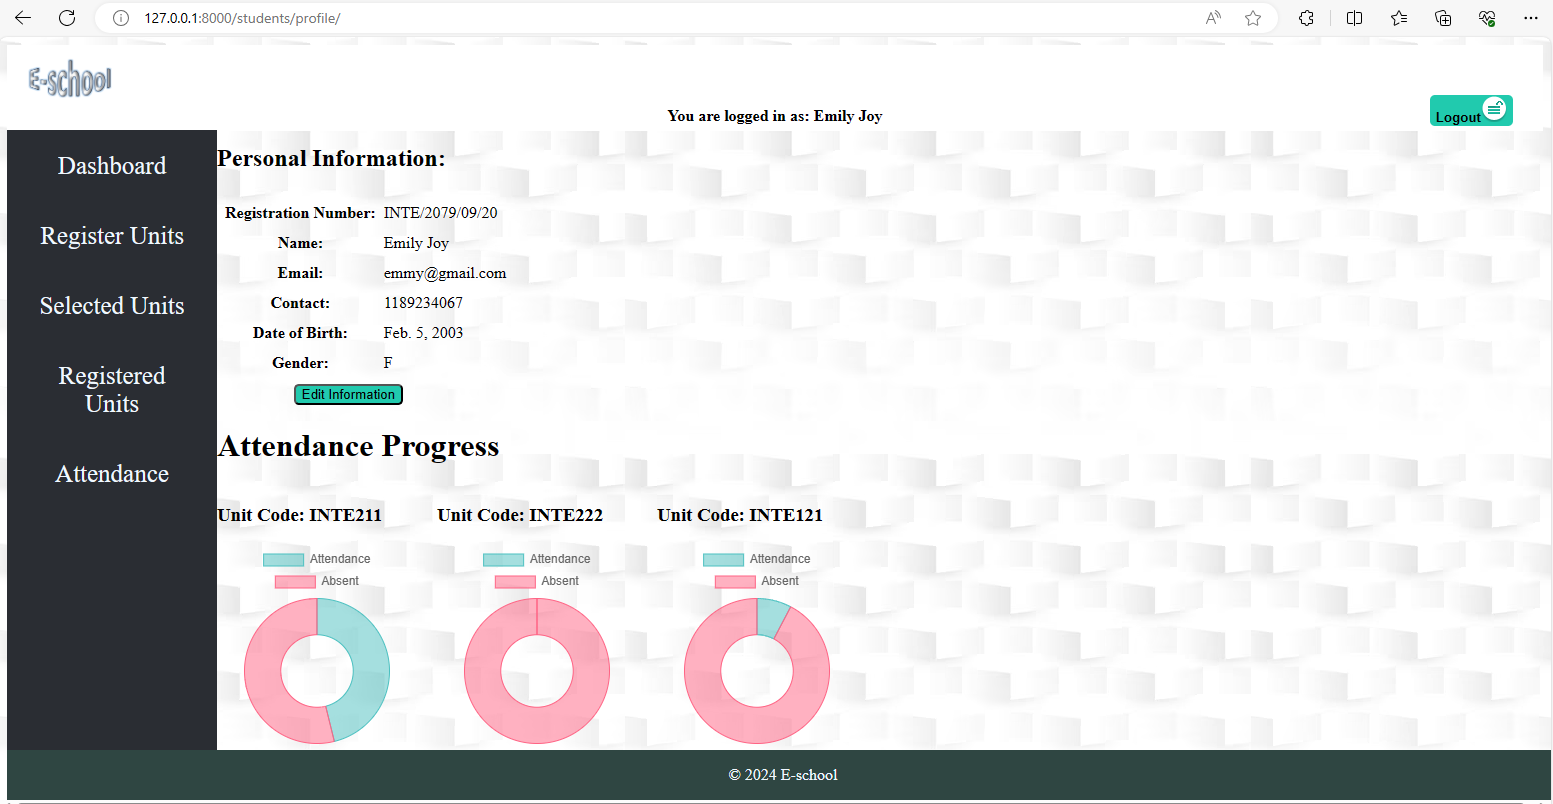 127.0.0.1:8000/students/profile/
E-school
You are logged in as: Emily Joy
Logout
Dashboard
Register Units
Selected Units
Registered
Units
Attendance
Personal Information:
Registration Number: INTE/2079/09/20
Name: Emily Joy
Email: emmy@gmail.com
Contact: 1189234067
Date of Birth: Feb. 5, 2003
Gender: F
Edit Information
Attendance Progress
Unit Code: INTE211 Unit Code: INTE222 Unit Code: INTE121
Attendance Attendance Attendance
Absent Absent Absent
© 2024 E-school